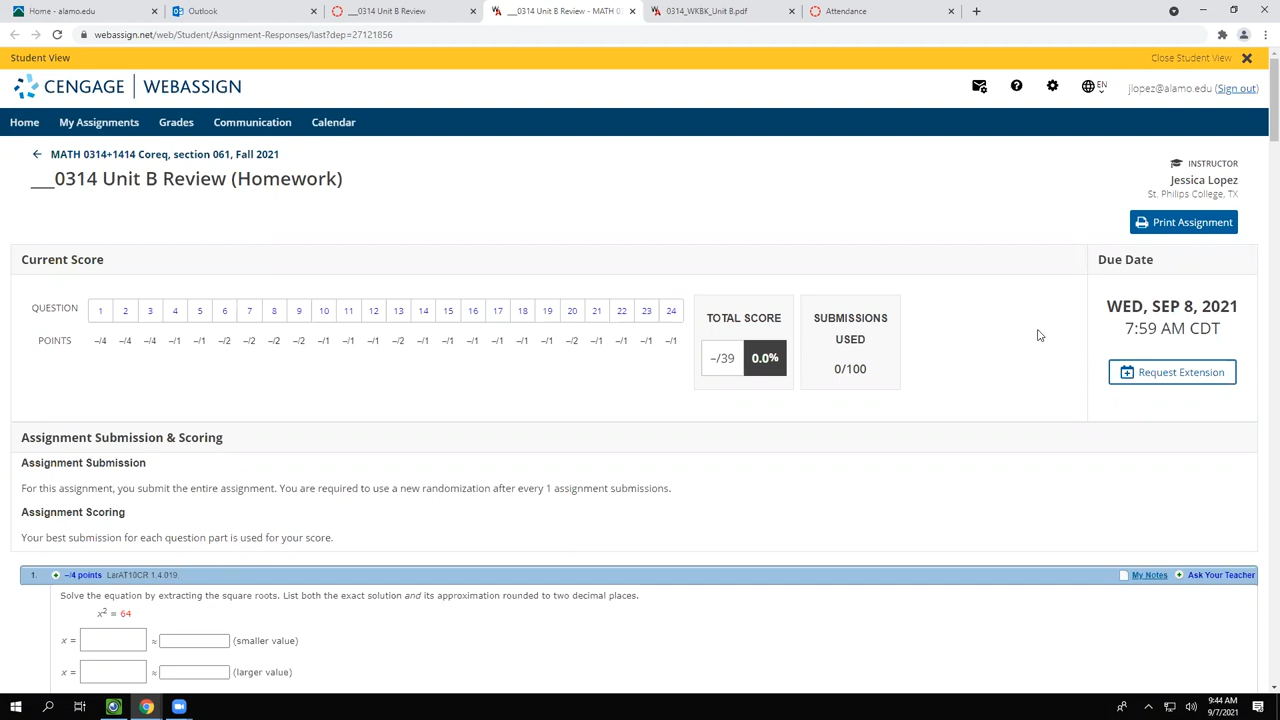 Home - alamo.edu
Outlook
___0314 Unit B Review
___0314 Unit B Review - MATH 03
0314_WKBK_Unit B.pdf
Attendance
webassign.net/web/Student/Assignment-Responses/last?dep=27121856
Student View
Close Student View
CENGAGE | WEBASSIGN
EN
jlopez@alamo.edu (Sign out)
Home
My Assignments
Grades
Communication
Calendar
MATH 0314+1414 Coreq, section 061, Fall 2021
___0314 Unit B Review (Homework)
INSTRUCTOR
Jessica Lopez
St. Philips College, TX
Print Assignment
Current Score
Due Date
QUESTION 1 2 3 4 5 6 7 8 9 10 11 12 13 14 15 16 17 18 19 20 21 22 23 24
POINTS –/4 –/4 –/4 –/1 –/1 –/2 –/2 –/2 –/2 –/1 –/1 –/1 –/2 –/1 –/1 –/1 –/1 –/1 –/1 –/2 –/1 –/1 –/1 –/1
TOTAL SCORE
–/39 0.0%
SUBMISSIONS
USED
0/100
WED, SEP 8, 2021
7:59 AM CDT
Request Extension
Assignment Submission & Scoring
Assignment Submission
For this assignment, you submit the entire assignment. You are required to use a new randomization after every 1 assignment submissions.
Assignment Scoring
Your best submission for each question part is used for your score.
1. –/4 points LarAT10CR 1.4.019. My Notes Ask Your Teacher
Solve the equation by extracting the square roots. List both the exact solution and its approximation rounded to two decimal places.
x² = 64
x = ≈ (smaller value)
x = ≈ (larger value)
9:44 AM
9/7/2021